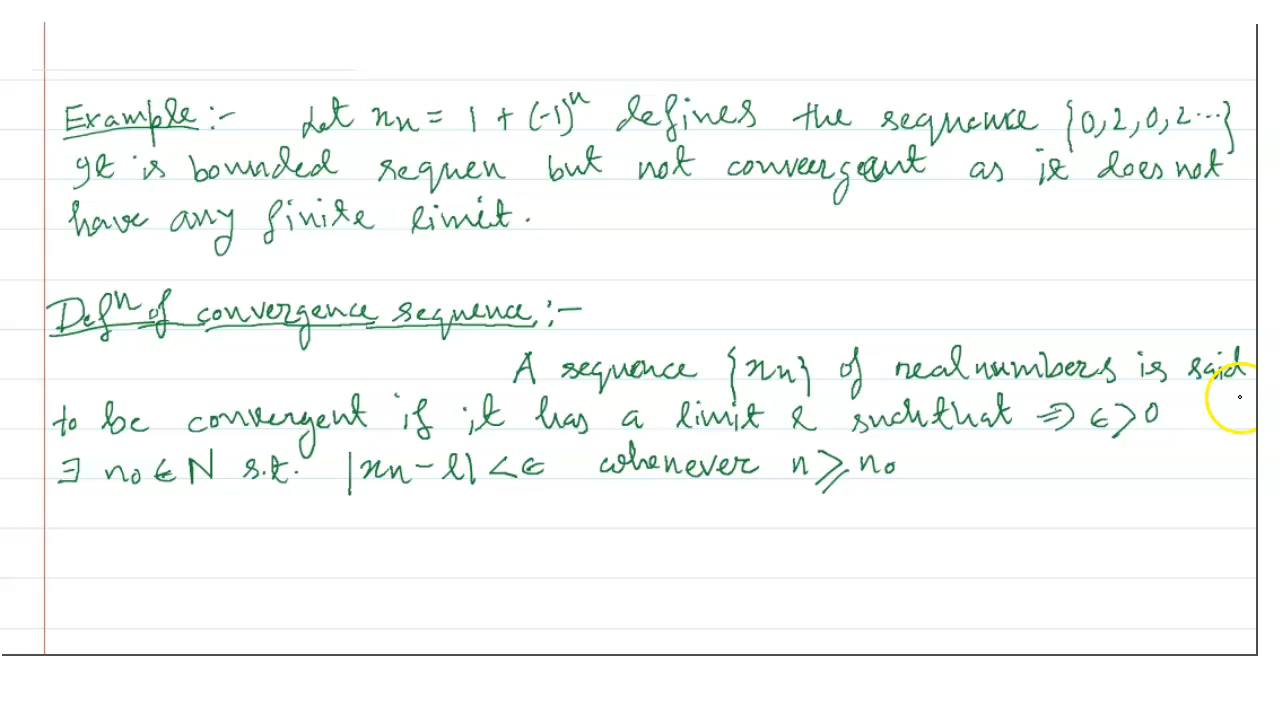 Example :- Let xn = 1 + (-1)^n defines the sequence {0, 2, 0, 2...}
It is bounded sequen but not convergent as it does not
have any finite limit.
Def^n of convergence sequence :-
A sequence {xn} of real numbers is said
to be convergent if it has a limit l such that => ϵ > 0
∃ n₀ ∈ N s.t. |xn - l| < ϵ whenever n ⩾ n₀